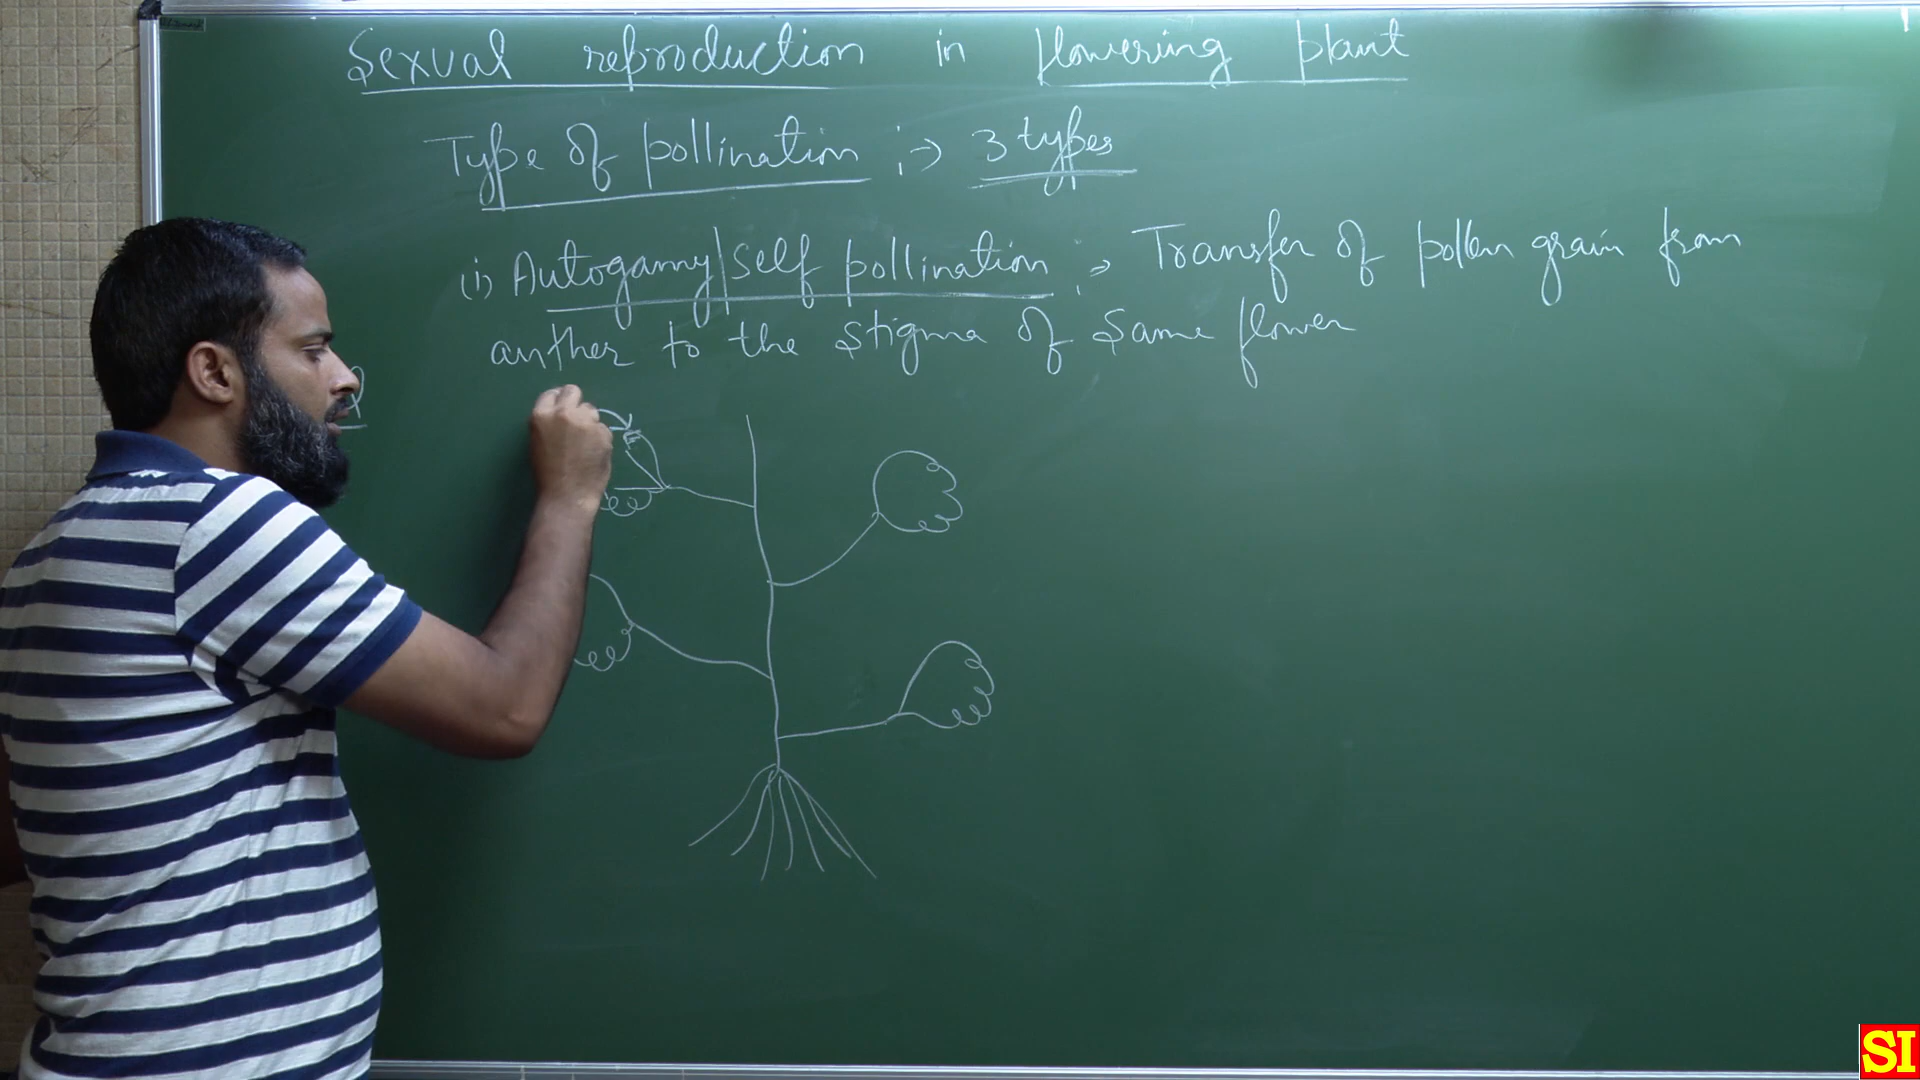 Sexual reproduction in flowering plant
Type of pollination :→ 3 types
(i) Autogamy/Self pollination :→ Transfer of pollen grain from
anther to the stigma of same flower
SI